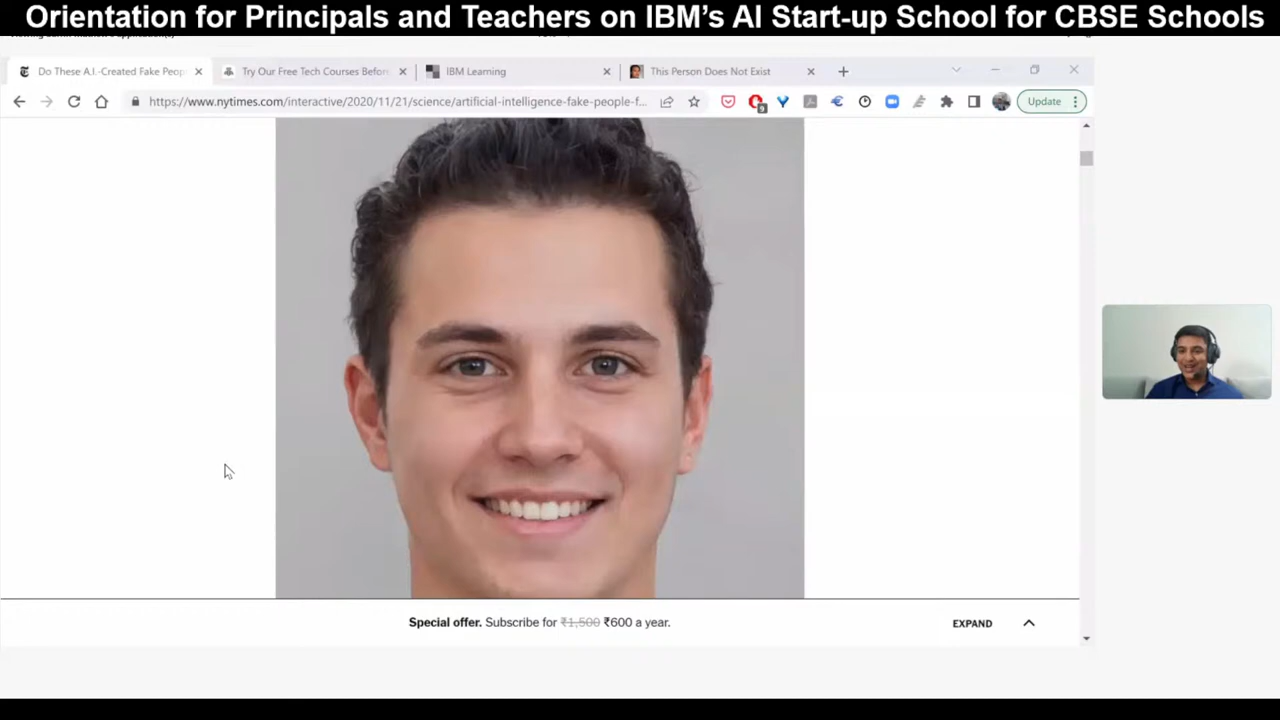 Orientation for Principals and Teachers on IBM's AI Start-up School for CBSE Schools
Do These A.I.-Created Fake Peop
Try Our Free Tech Courses Befor
IBM Learning
This Person Does Not Exist
https://www.nytimes.com/interactive/2020/11/21/science/artificial-intelligence-fake-people-f...
Update
9
Special offer. Subscribe for ₹1,500 ₹600 a year.
EXPAND